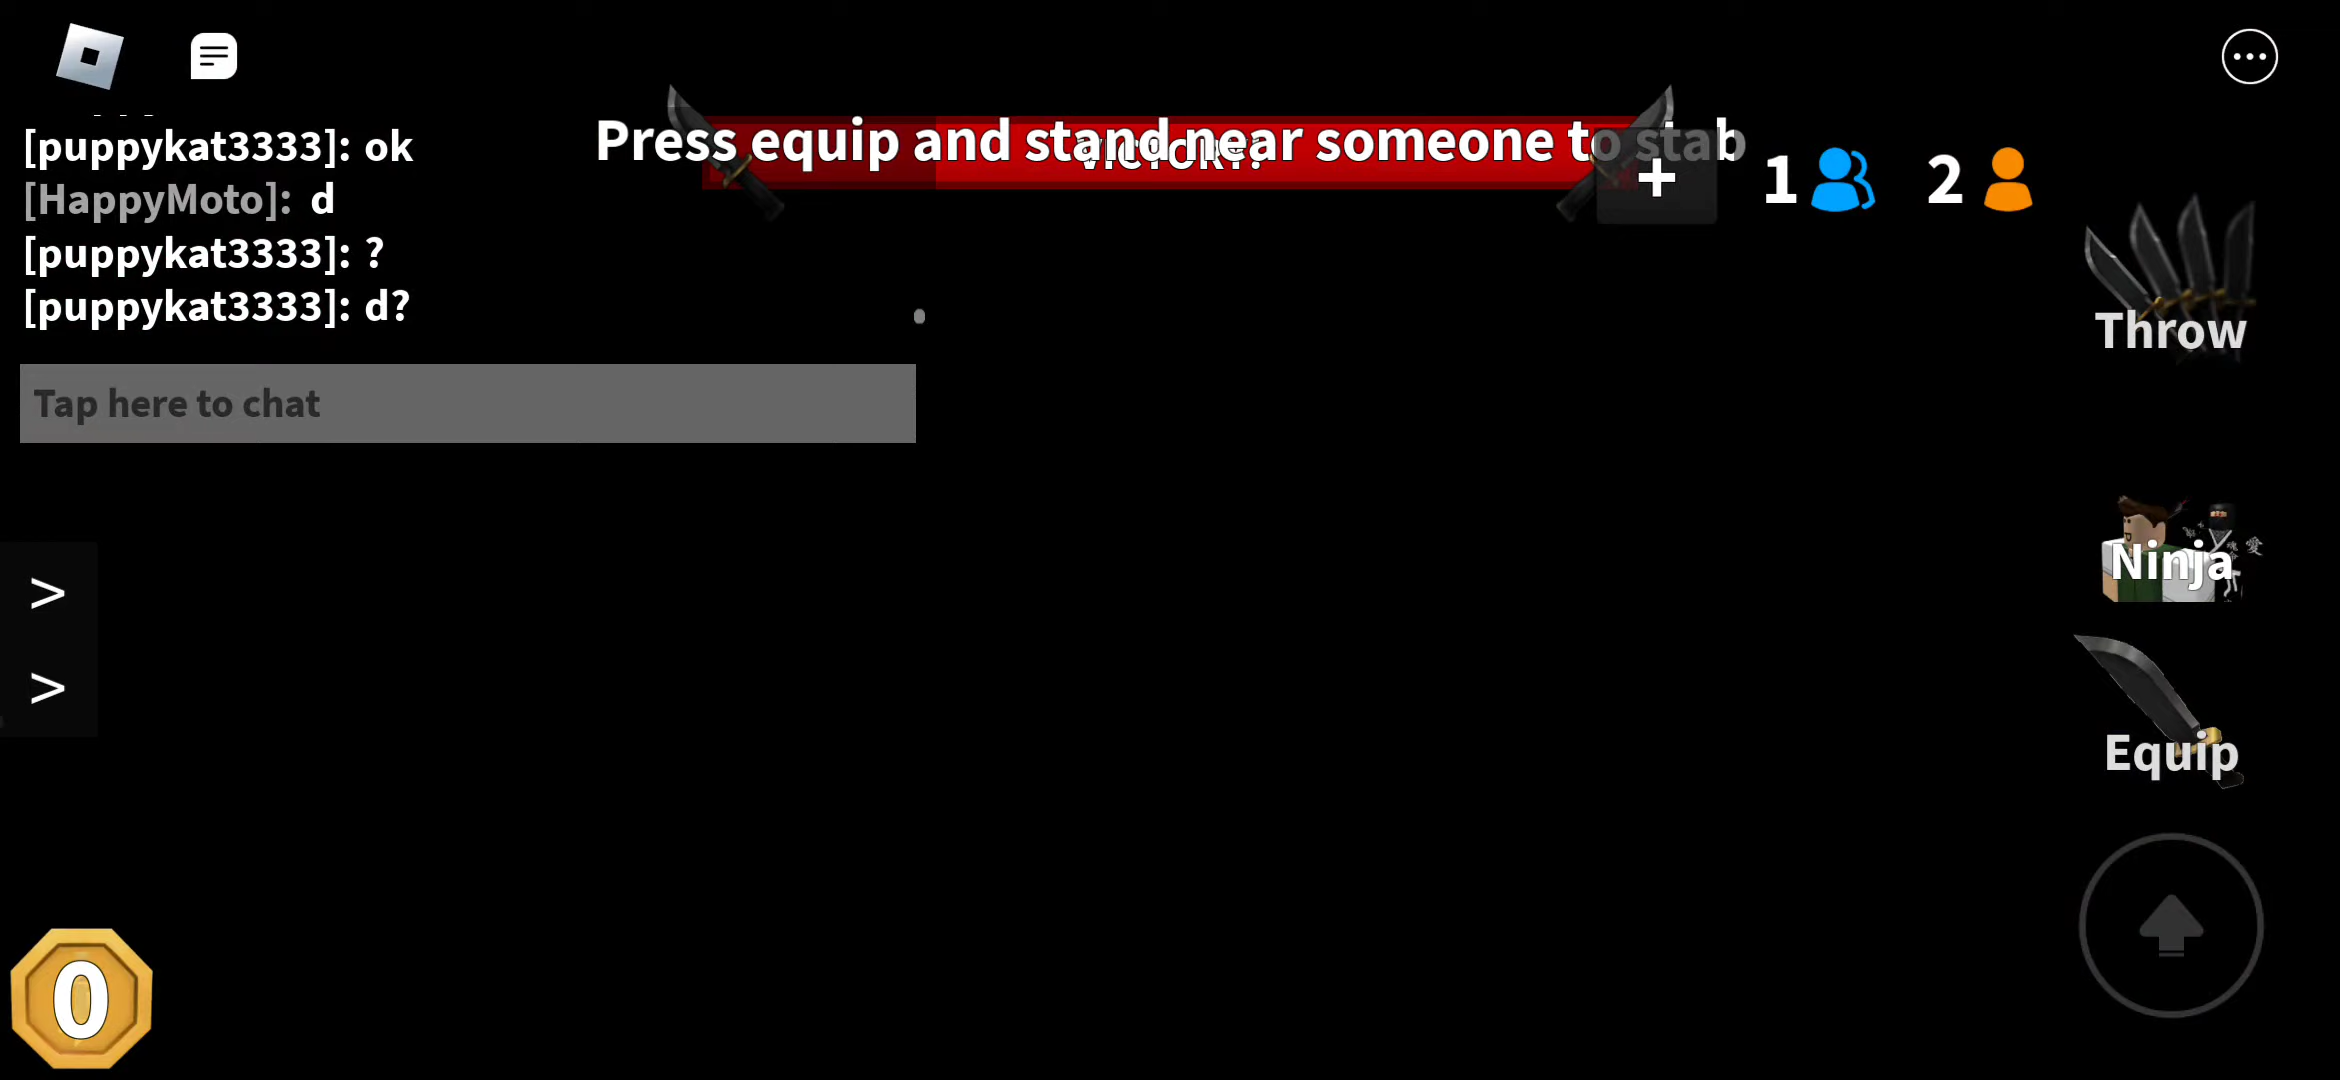 [puppykat3333]: ok
[HappyMoto]: d
[puppykat3333]: ?
[puppykat3333]: d?
Tap here to chat
Press equip and stand near someone to stab
VICTORY!
+
1
2
Throw
Ninja
Equip
>
>
0